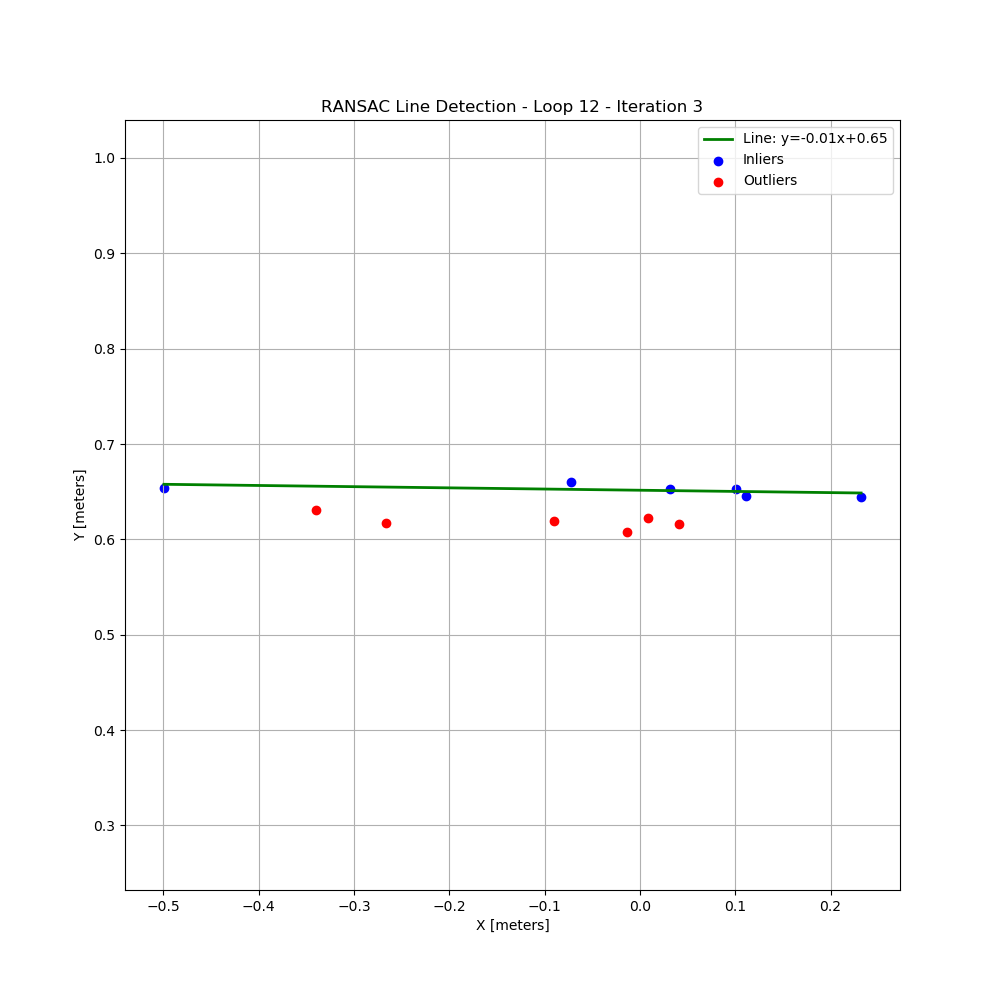 RANSAC Line Detection - Loop 12 - Iteration 3
Line: y=-0.01x+0.65
Inliers
Outliers
1.0
0.9
0.8
0.7
0.6
0.5
0.4
0.3
Y [meters]
−0.5 −0.4 −0.3 −0.2 −0.1 0.0 0.1 0.2
X [meters]